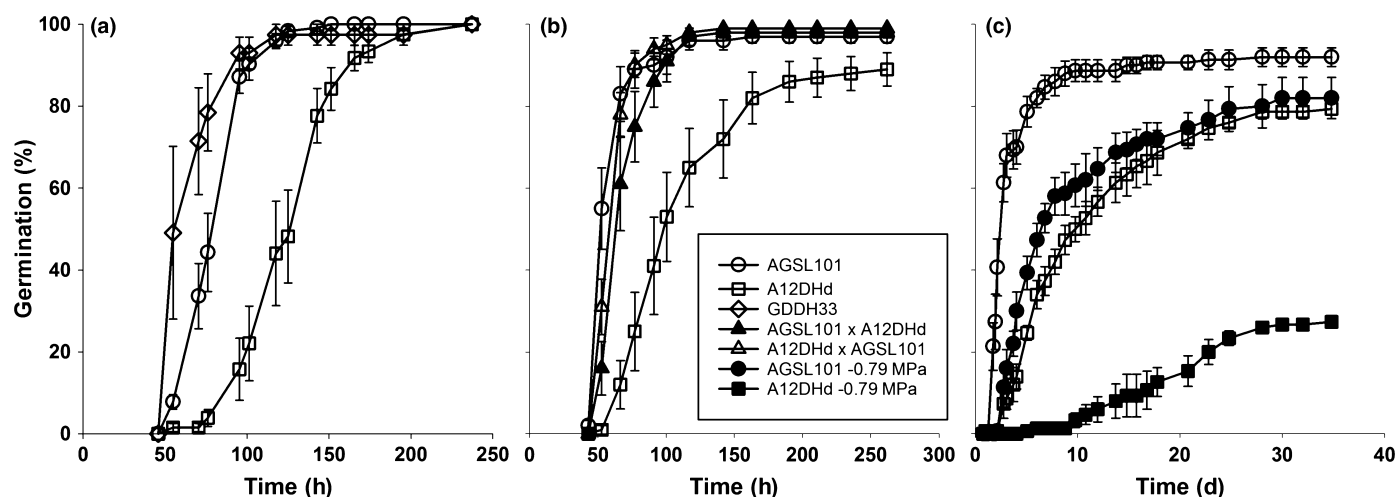 (a)
(b)
(c)
Germination (%)
100
80
60
40
20
0
0 50 100 150 200 250
0 50 100 150 200 250 300
0 10 20 30 40
Time (h)
Time (h)
Time (d)
AGSL101
A12DHd
GDDH33
AGSL101 x A12DHd
A12DHd x AGSL101
AGSL101 -0.79 MPa
A12DHd -0.79 MPa